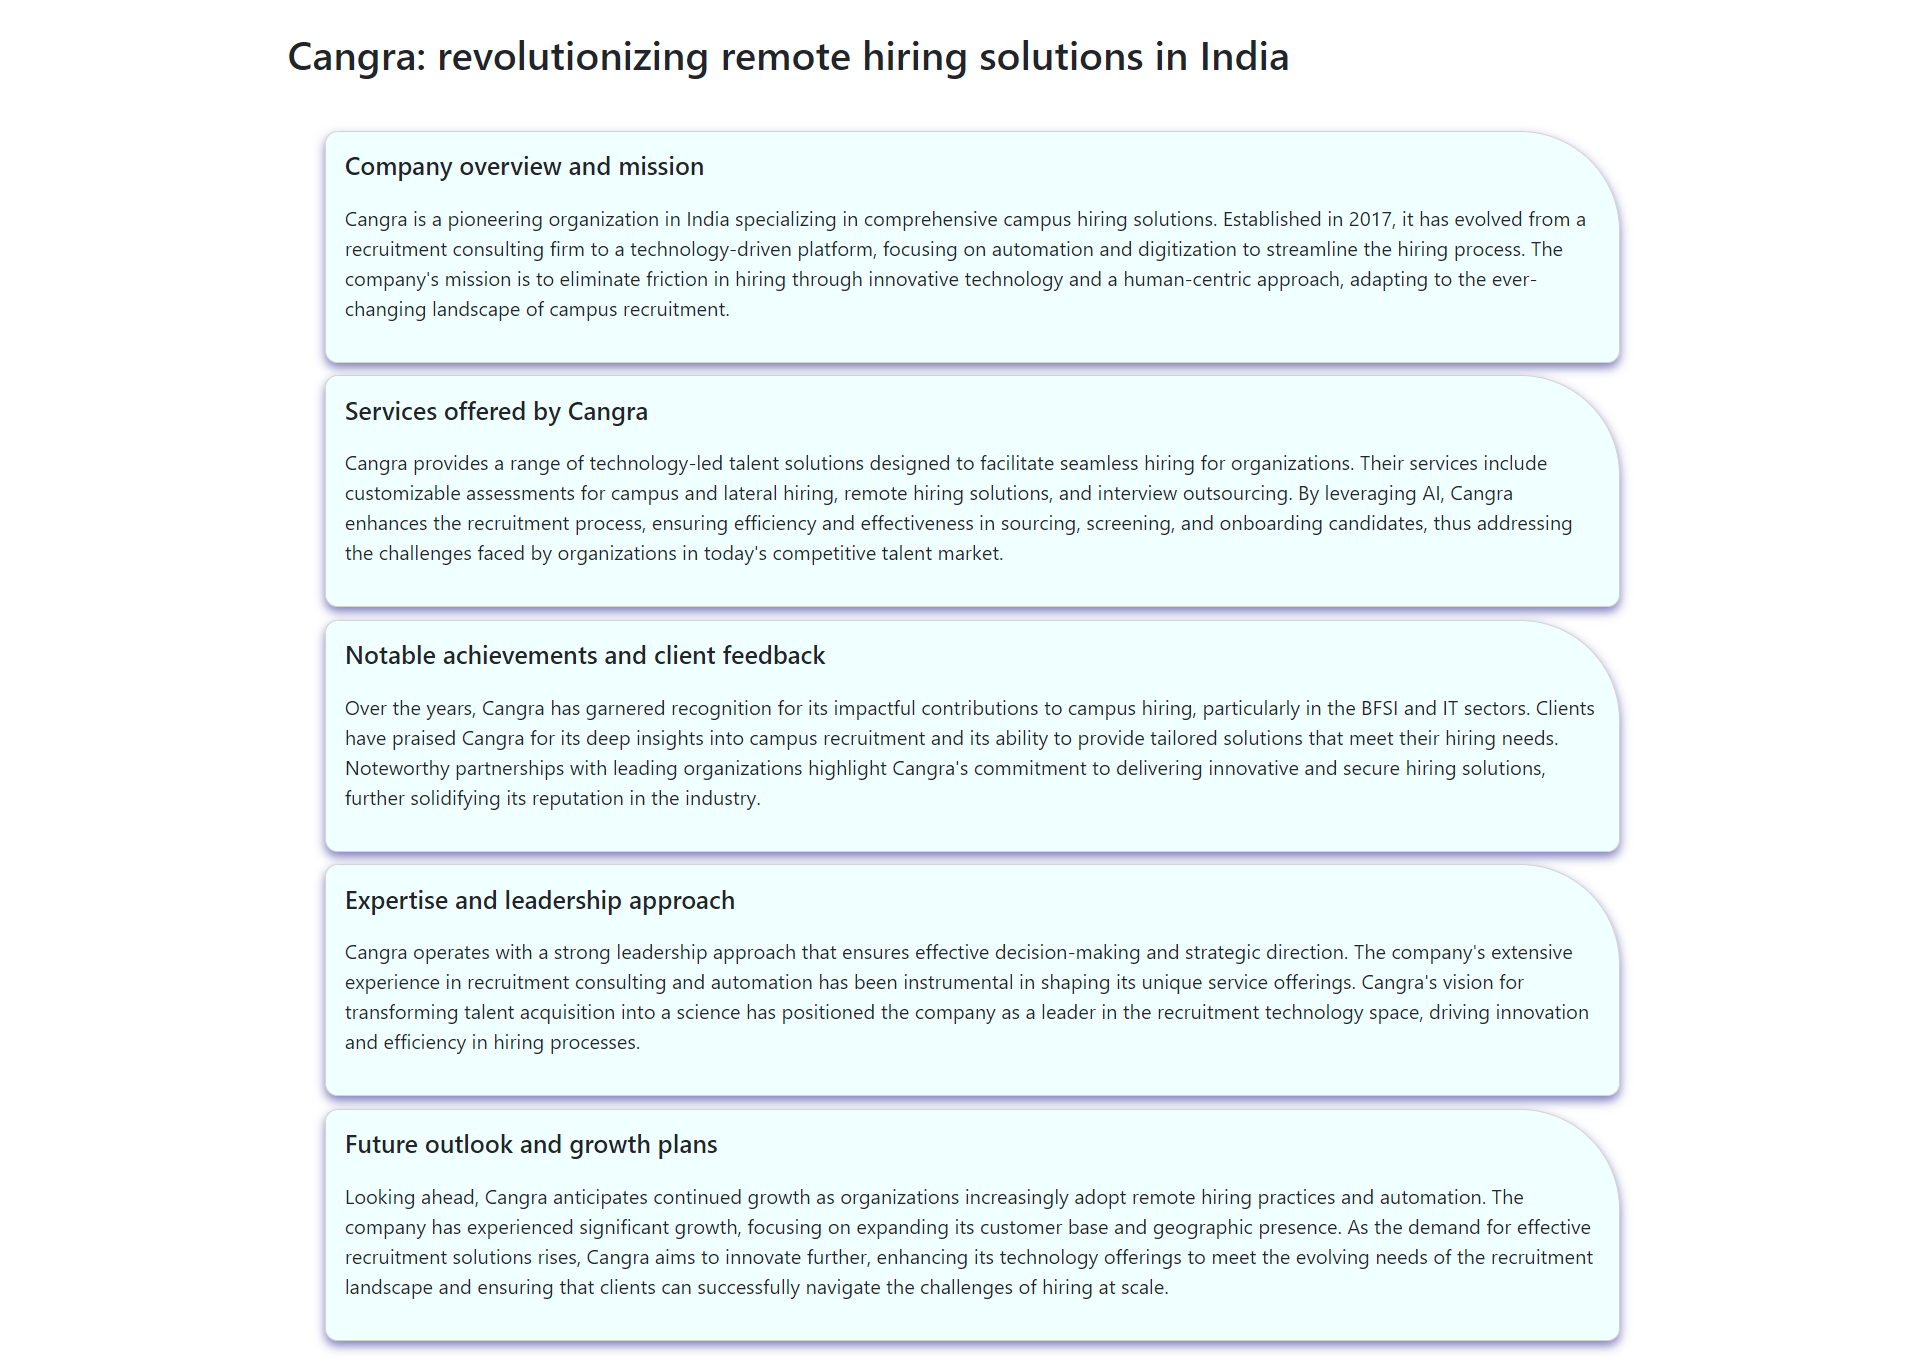 Cangra: revolutionizing remote hiring solutions in India
Company overview and mission
Cangra is a pioneering organization in India specializing in comprehensive campus hiring solutions. Established in 2017, it has evolved from a
recruitment consulting firm to a technology-driven platform, focusing on automation and digitization to streamline the hiring process. The
company's mission is to eliminate friction in hiring through innovative technology and a human-centric approach, adapting to the ever-
changing landscape of campus recruitment.
Services offered by Cangra
Cangra provides a range of technology-led talent solutions designed to facilitate seamless hiring for organizations. Their services include
customizable assessments for campus and lateral hiring, remote hiring solutions, and interview outsourcing. By leveraging AI, Cangra
enhances the recruitment process, ensuring efficiency and effectiveness in sourcing, screening, and onboarding candidates, thus addressing
the challenges faced by organizations in today's competitive talent market.
Notable achievements and client feedback
Over the years, Cangra has garnered recognition for its impactful contributions to campus hiring, particularly in the BFSI and IT sectors. Clients
have praised Cangra for its deep insights into campus recruitment and its ability to provide tailored solutions that meet their hiring needs.
Noteworthy partnerships with leading organizations highlight Cangra's commitment to delivering innovative and secure hiring solutions,
further solidifying its reputation in the industry.
Expertise and leadership approach
Cangra operates with a strong leadership approach that ensures effective decision-making and strategic direction. The company's extensive
experience in recruitment consulting and automation has been instrumental in shaping its unique service offerings. Cangra's vision for
transforming talent acquisition into a science has positioned the company as a leader in the recruitment technology space, driving innovation
and efficiency in hiring processes.
Future outlook and growth plans
Looking ahead, Cangra anticipates continued growth as organizations increasingly adopt remote hiring practices and automation. The
company has experienced significant growth, focusing on expanding its customer base and geographic presence. As the demand for effective
recruitment solutions rises, Cangra aims to innovate further, enhancing its technology offerings to meet the evolving needs of the recruitment
landscape and ensuring that clients can successfully navigate the challenges of hiring at scale.